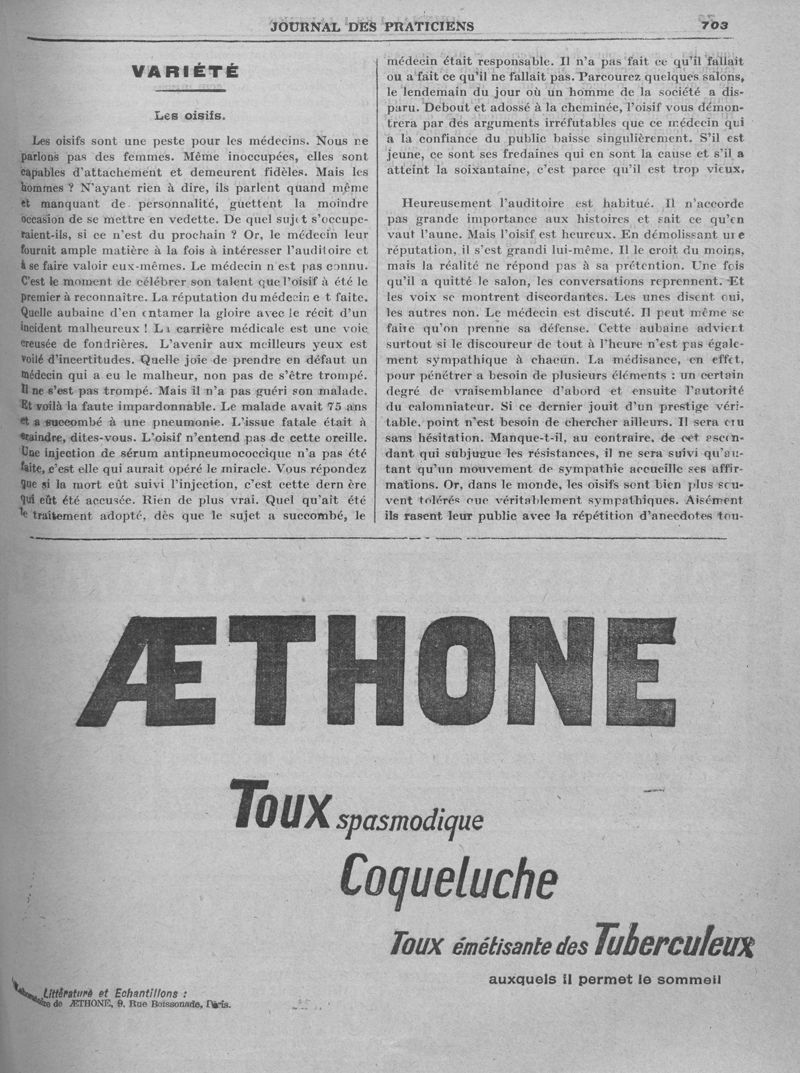 JOURNAL DES PRATICIENS 703
VARIÉTÉ
Les oisifs.
Les oisifs sont une peste pour les médecins. Nous ne
parlons pas des femmes. Même inoccupées, elles sont
capables d'attachement et demeurent fidèles. Mais les
hommes ? N'ayant rien à dire, ils parlent quand même
et manquant de personnalité, guettent la moindre
occasion de se mettre en vedette. De quel sujet s'occupe-
raient-ils, si ce n'est du prochain ? Or, le médecin leur
fournit ample matière à la fois à intéresser l'auditoire et
à se faire valoir eux-mêmes. Le médecin n'est pas connu.
C'est le moment de célébrer son talent que l'oisif à été le
premier à reconnaître. La réputation du médecin e t faite.
Quelle aubaine d'en entamer la gloire avec le récit d'un
incident malheureux ! La carrière médicale est une voie
creusée de fondrières. L'avenir aux meilleurs yeux est
voilé d'incertitudes. Quelle joie de prendre en défaut un
médecin qui a eu le malheur, non pas de s'être trompé.
Il ne s'est pas trompé. Mais il n'a pas guéri son malade.
Et voilà la faute impardonnable. Le malade avait 75 ans
et a succombé à une pneumonie. L'issue fatale était à
craindre, dites-vous. L'oisif n'entend pas de cette oreille.
Une injection de sérum antipneumococcique n'a pas été
faite, c'est elle qui aurait opéré le miracle. Vous répondez
que si la mort eût suivi l'injection, c'est cette dern ère
qui eût été accusée. Rien de plus vrai. Quel qu'ait été
le traitement adopté, dès que le sujet a succombé, le
médecin était responsable. Il n'a pas fait ce qu'il fallait
ou a fait ce qu'il ne fallait pas. Parcourez quelques salons,
le lendemain du jour où un homme de la société a dis-
paru. Debout et adossé à la cheminée, l'oisif vous démon-
trera par des arguments irréfutables que ce médecin qui
a la confiance du public baisse singulièrement. S'il est
jeune, ce sont ses fredaines qui en sont la cause et s'il a
atteint la soixantaine, c'est parce qu'il est trop vieux.
Heureusement l'auditoire est habitué. Il n'accorde
pas grande importance aux histoires et sait ce qu'en
vaut l'aune. Mais l'oisif est heureux. En démolissant une
réputation, il s'est grandi lui-même. Il le croit du moins,
mais la réalité ne répond pas à sa prétention. Une fois
qu'il a quitté le salon, les conversations reprennent. Et
les voix se montrent discordantes. Les unes disent oui,
les autres non. Le médecin est discuté. Il peut même se
faire qu'on prenne sa défense. Cette aubaine advient
surtout si le discoureur de tout à l'heure n'est pas égale-
ment sympathique à chacun. La médisance, en effet,
pour pénétrer a besoin de plusieurs éléments : un certain
degré de vraisemblance d'abord et ensuite l'autorité
du calomniateur. Si ce dernier jouit d'un prestige véri-
table, point n'est besoin de chercher ailleurs. Il sera cru
sans hésitation. Manque-t-il, au contraire, de cet ascen-
dant qui subjugue les résistances, il ne sera suivi qu'au-
tant qu'un mouvement de sympathie accueille ses affir-
mations. Or, dans le monde, les oisifs sont bien plus sou-
vent tolérés que véritablement sympathiques. Aisément
ils rasent leur public avec la répétition d'anecdotes tou-
ÆTHONE
Toux spasmodique
Coqueluche
Toux émétisante des Tuberculeux
auxquels il permet le sommeil
Littérature et Echantillons :
de ÆTHONE, 9, Rue Boissonade, Paris.